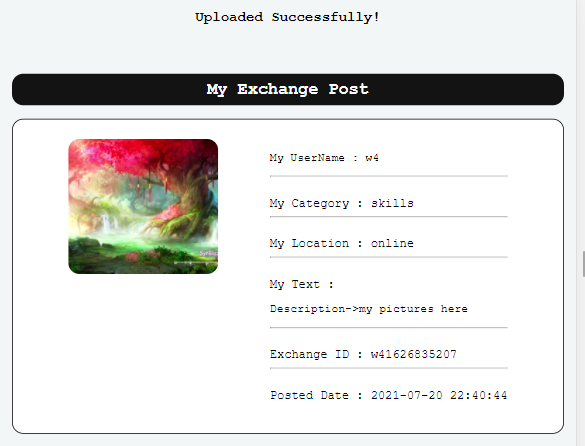 Uploaded Successfully!
My Exchange Post
My UserName : w4
My Category : skills
My Location : online
My Text :
Description->my pictures here
Exchange ID : w41626835207
Posted Date : 2021-07-20 22:40:44